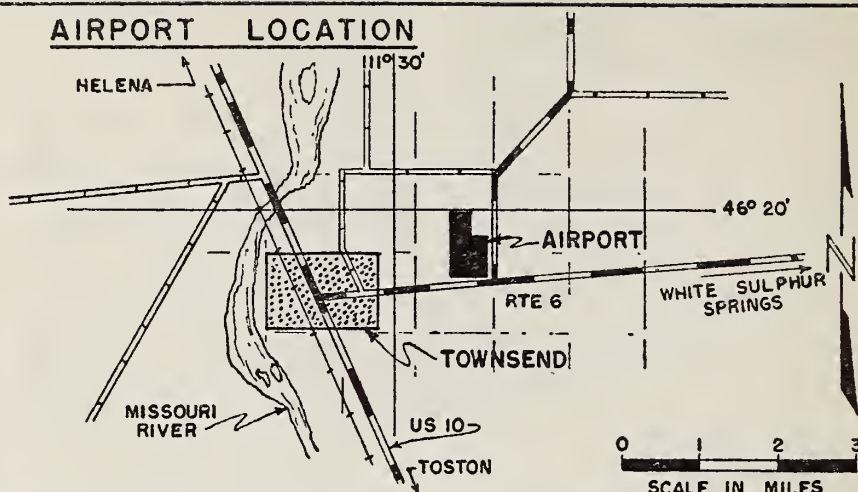 AIRPORT LOCATION
111° 30'
HELENA
46° 20'
AIRPORT
N
RTE 6
WHITE SULPHUR
SPRINGS
TOWNSEND
MISSOURI
RIVER
US 10
TOSTON
0 1 2 3
SCALE IN MILES